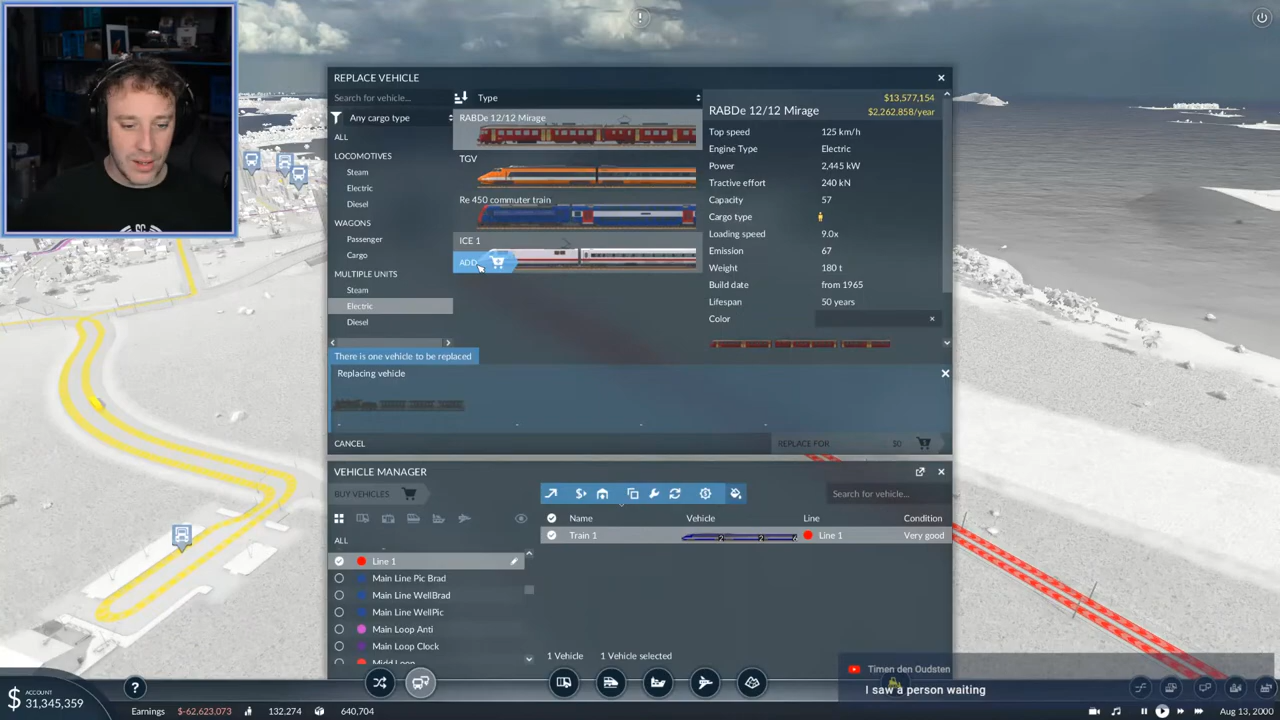 REPLACE VEHICLE
Search for vehicle...
Type
Any cargo type
ALL
LOCOMOTIVES
Steam
Electric
Diesel
WAGONS
Passenger
Cargo
MULTIPLE UNITS
Steam
Electric
Diesel
RABDe 12/12 Mirage
TGV
Re 450 commuter train
ICE 1
ADD
$13,577,154
RABDe 12/12 Mirage
$2,262,858/year
Top speed 125 km/h
Engine Type Electric
Power 2,445 kW
Tractive effort 240 kN
Capacity 57
Cargo type
Loading speed 9.0x
Emission 67
Weight 180 t
Build date from 1965
Lifespan 50 years
Color
There is one vehicle to be replaced
Replacing vehicle
CANCEL
REPLACE FOR $0
VEHICLE MANAGER
BUY VEHICLES
Search for vehicle...
Name Vehicle Line Condition
ALL
Train 1 Line 1 Very good
Line 1
Main Line Pic Brad
Main Line WellBrad
Main Line WellPic
Main Loop Anti
Main Loop Clock
Midd Loop
1 Vehicle 1 Vehicle selected
Timen den Oudsten
I saw a person waiting
$ ACCOUNT
31,345,359
Earnings $-62,623,073 132,274 640,704
Aug 13, 2000